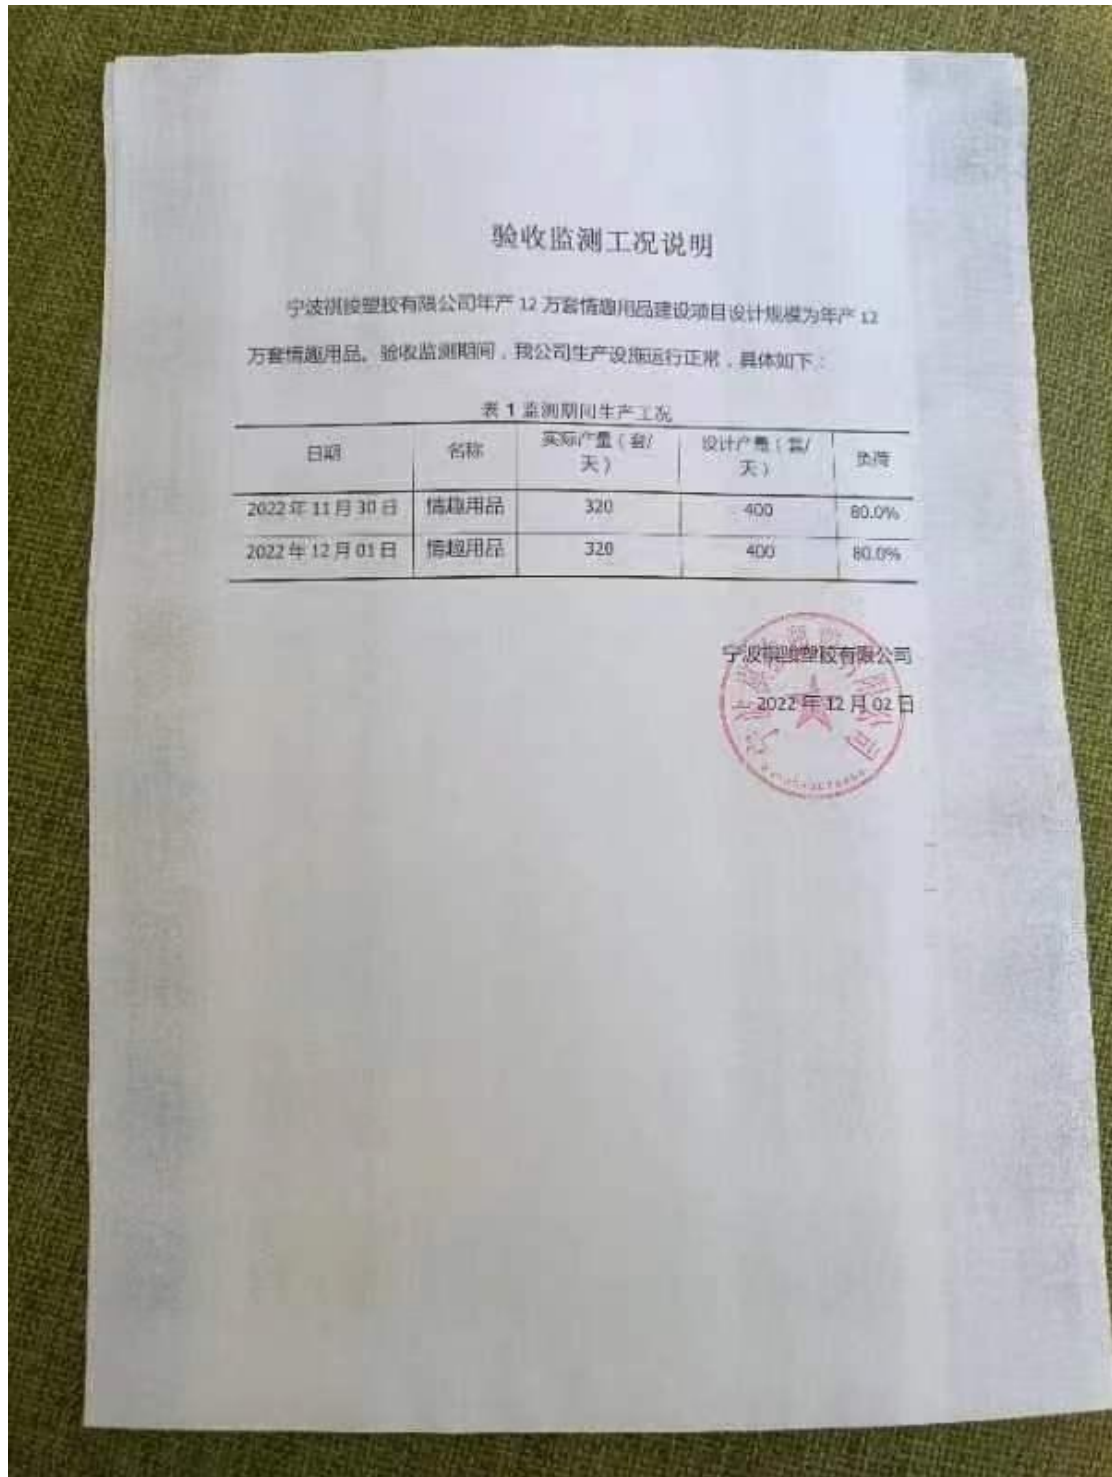 验收监测工况说明
宁波祺骏塑胶有限公司年产 12 万套情趣用品建设项目设计规模为年产 12
万套情趣用品。验收监测期间，我公司生产设施运行正常，具体如下：
表 1 监测期间生产工况
日期 名称 实际产量（套/天） 设计产量（套/天） 负荷
2022 年 11 月 30 日 情趣用品 320 400 80.0%
2022 年 12 月 01 日 情趣用品 320 400 80.0%
宁波祺骏塑胶有限公司
2022 年 12 月 02 日